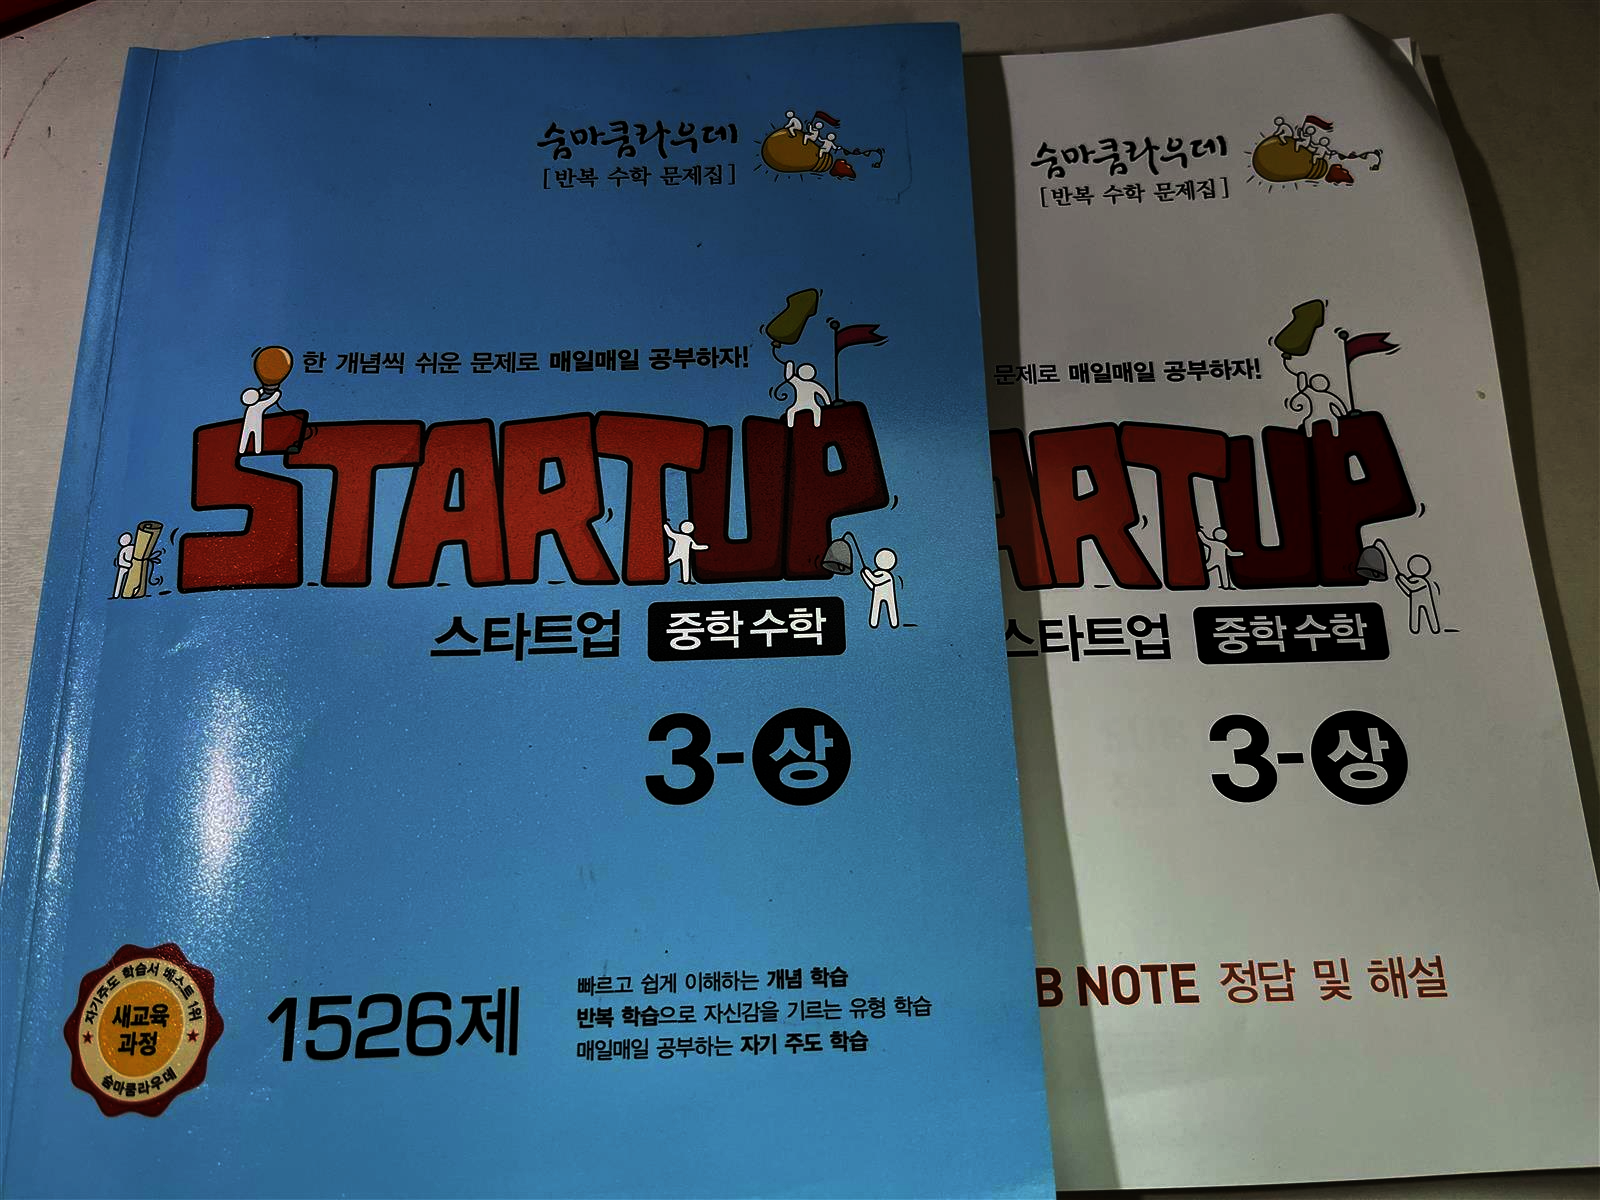 숨마쿰라우데
[반복 수학 문제집]
한 개념씩 쉬운 문제로 매일매일 공부하자!
STARTUP
스타트업 중학 수학
3-상
자기주도 학습서 베스트 1위
새교육
과정
숨마쿰라우데
1526제
빠르고 쉽게 이해하는 개념 학습
반복 학습으로 자신감을 기르는 유형 학습
매일매일 공부하는 자기 주도 학습
숨마쿰라우데
[반복 수학 문제집]
문제로 매일매일 공부하자!
ARTUP
스타트업 중학 수학
3-상
B NOTE 정답 및 해설